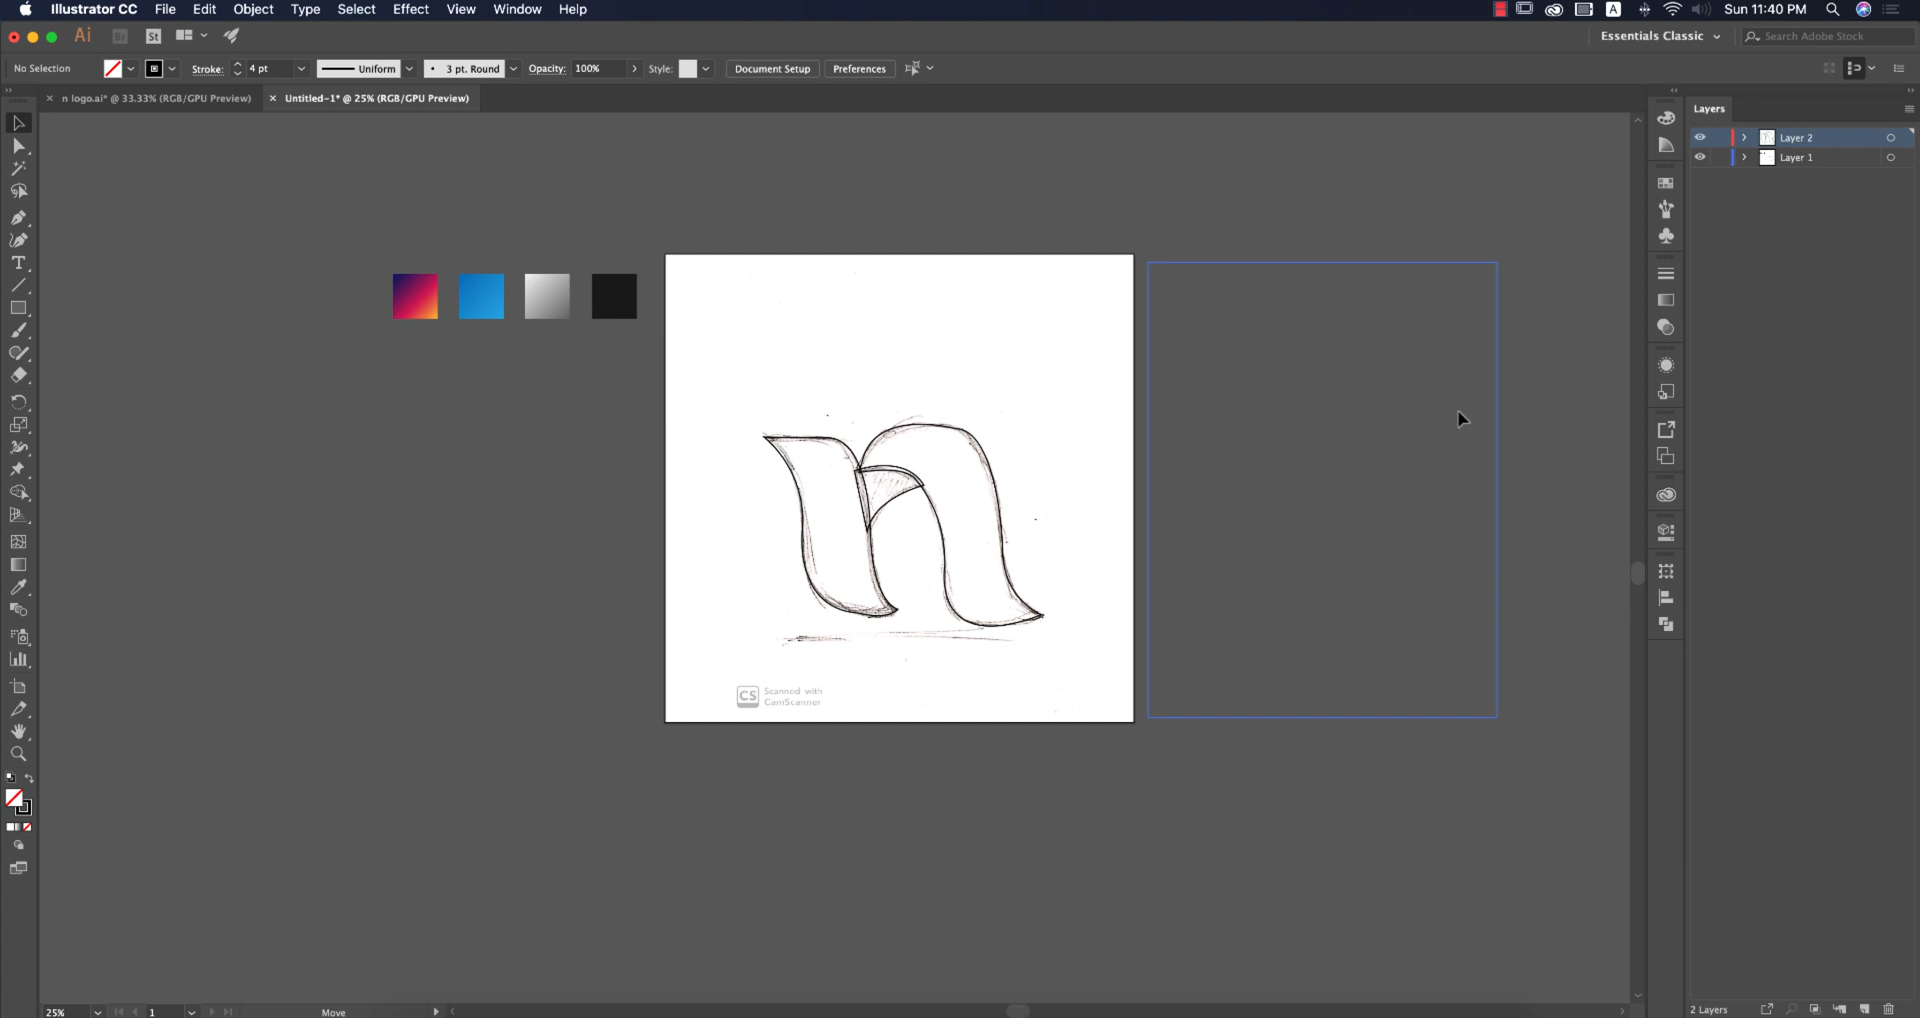 Illustrator CC File Edit Object Type Select Effect View Window Help A Sun 11:40 PM
Ai Br St Essentials Classic Search Adobe Stock
No Selection Stroke: 4 pt Uniform 3 pt. Round Opacity: 100% Style: Document Setup Preferences
n logo.ai* @ 33.33% (RGB/GPU Preview) Untitled-1* @ 25% (RGB/GPU Preview)
Layers
Layer 2
Layer 1
n
CS Scanned with
CamScanner
25% 1 Move 2 Layers